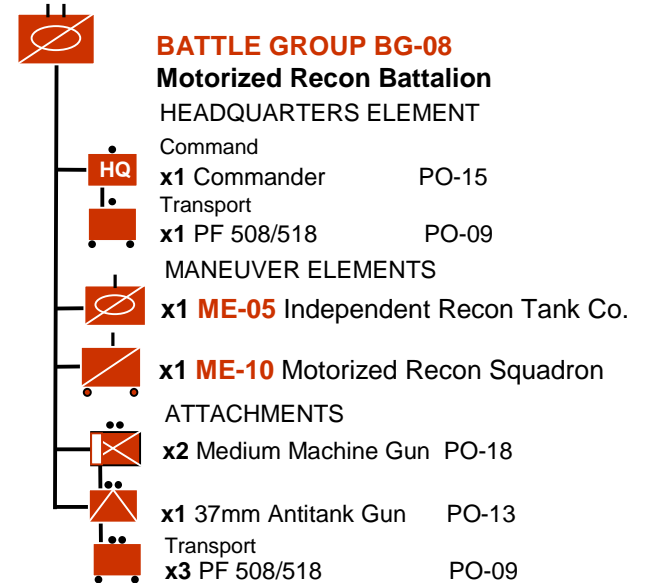 BATTLE GROUP BG-08
Motorized Recon Battalion
HEADQUARTERS ELEMENT
Command
HQ
x1 Commander PO-15
Transport
x1 PF 508/518 PO-09
MANEUVER ELEMENTS
x1 ME-05 Independent Recon Tank Co.
x1 ME-10 Motorized Recon Squadron
ATTACHMENTS
x2 Medium Machine Gun PO-18
x1 37mm Antitank Gun PO-13
Transport
x3 PF 508/518 PO-09